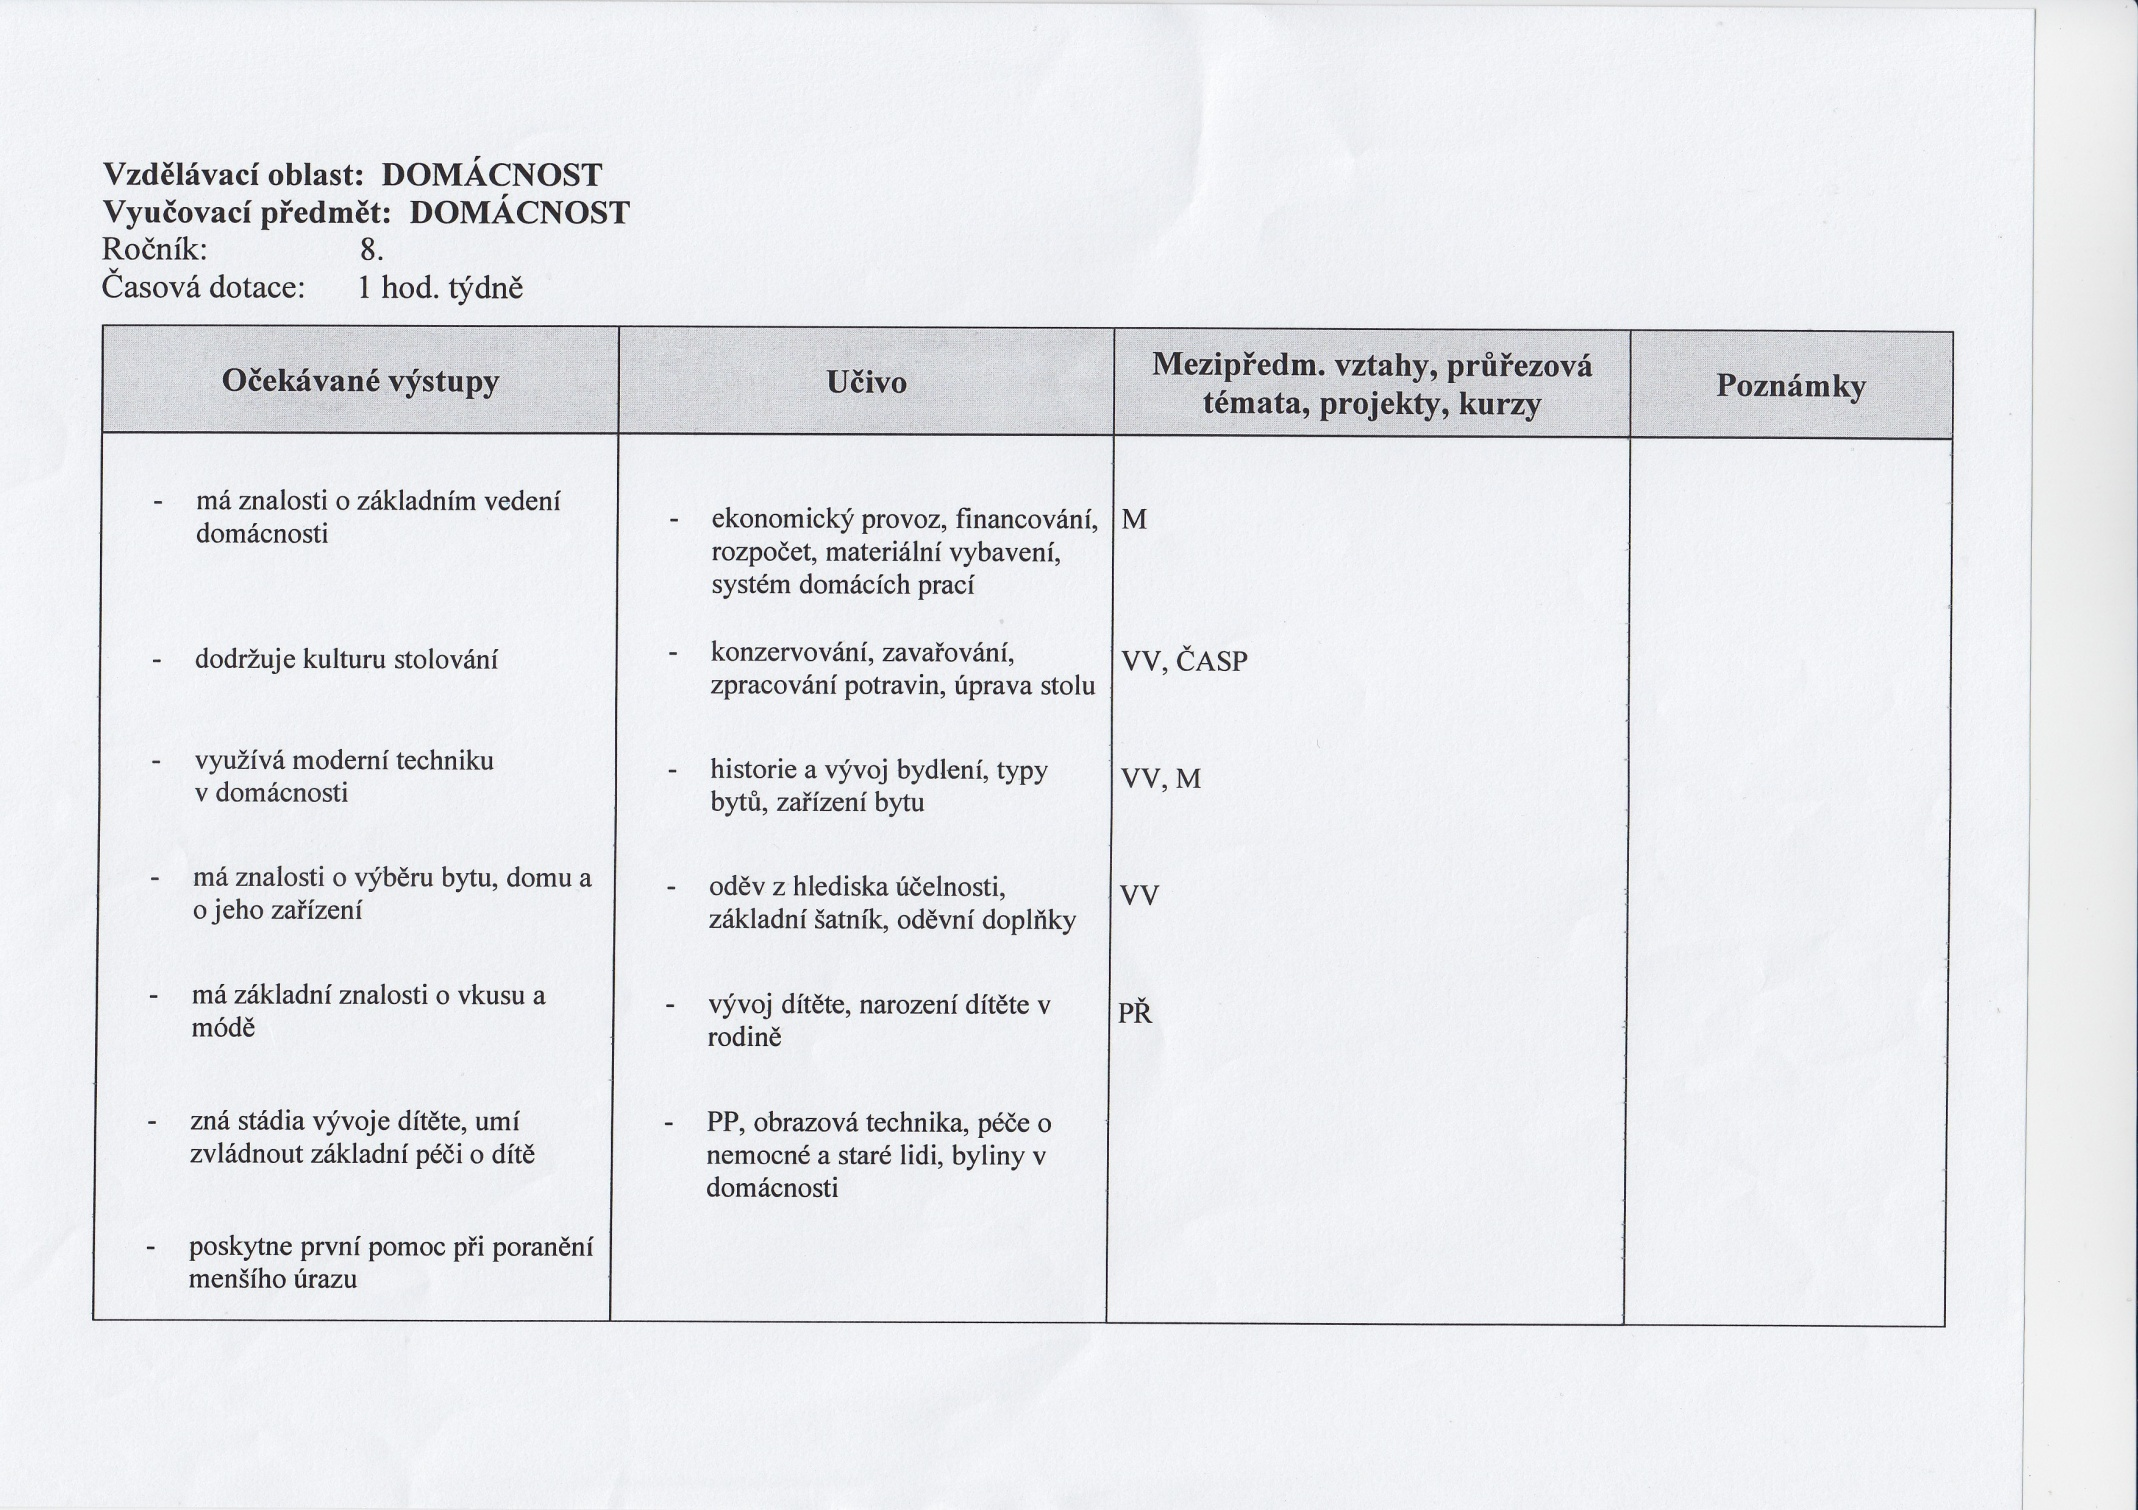 Vzdělávací oblast: DOMÁCNOST
Vyučovací předmět: DOMÁCNOST
Ročník: 8.
Časová dotace: 1 hod. týdně
Očekávané výstupy
Učivo
Mezipředm. vztahy, průřezová
témata, projekty, kurzy
Poznámky
- má znalosti o základním vedení
domácnosti
- dodržuje kulturu stolování
- využívá moderní techniku
v domácnosti
- má znalosti o výběru bytu, domu a
o jeho zařízení
- má základní znalosti o vkusu a
módě
- zná stádia vývoje dítěte, umí
zvládnout základní péči o dítě
- poskytne první pomoc při poranění
menšího úrazu
- ekonomický provoz, financování,
rozpočet, materiální vybavení,
systém domácích prací
- konzervování, zavařování,
zpracování potravin, úprava stolu
- historie a vývoj bydlení, typy
bytů, zařízení bytu
- oděv z hlediska účelnosti,
základní šatník, oděvní doplňky
- vývoj dítěte, narození dítěte v
rodině
- PP, obrazová technika, péče o
nemocné a staré lidi, byliny v
domácnosti
M
VV, ČASP
VV, M
VV
PŘ